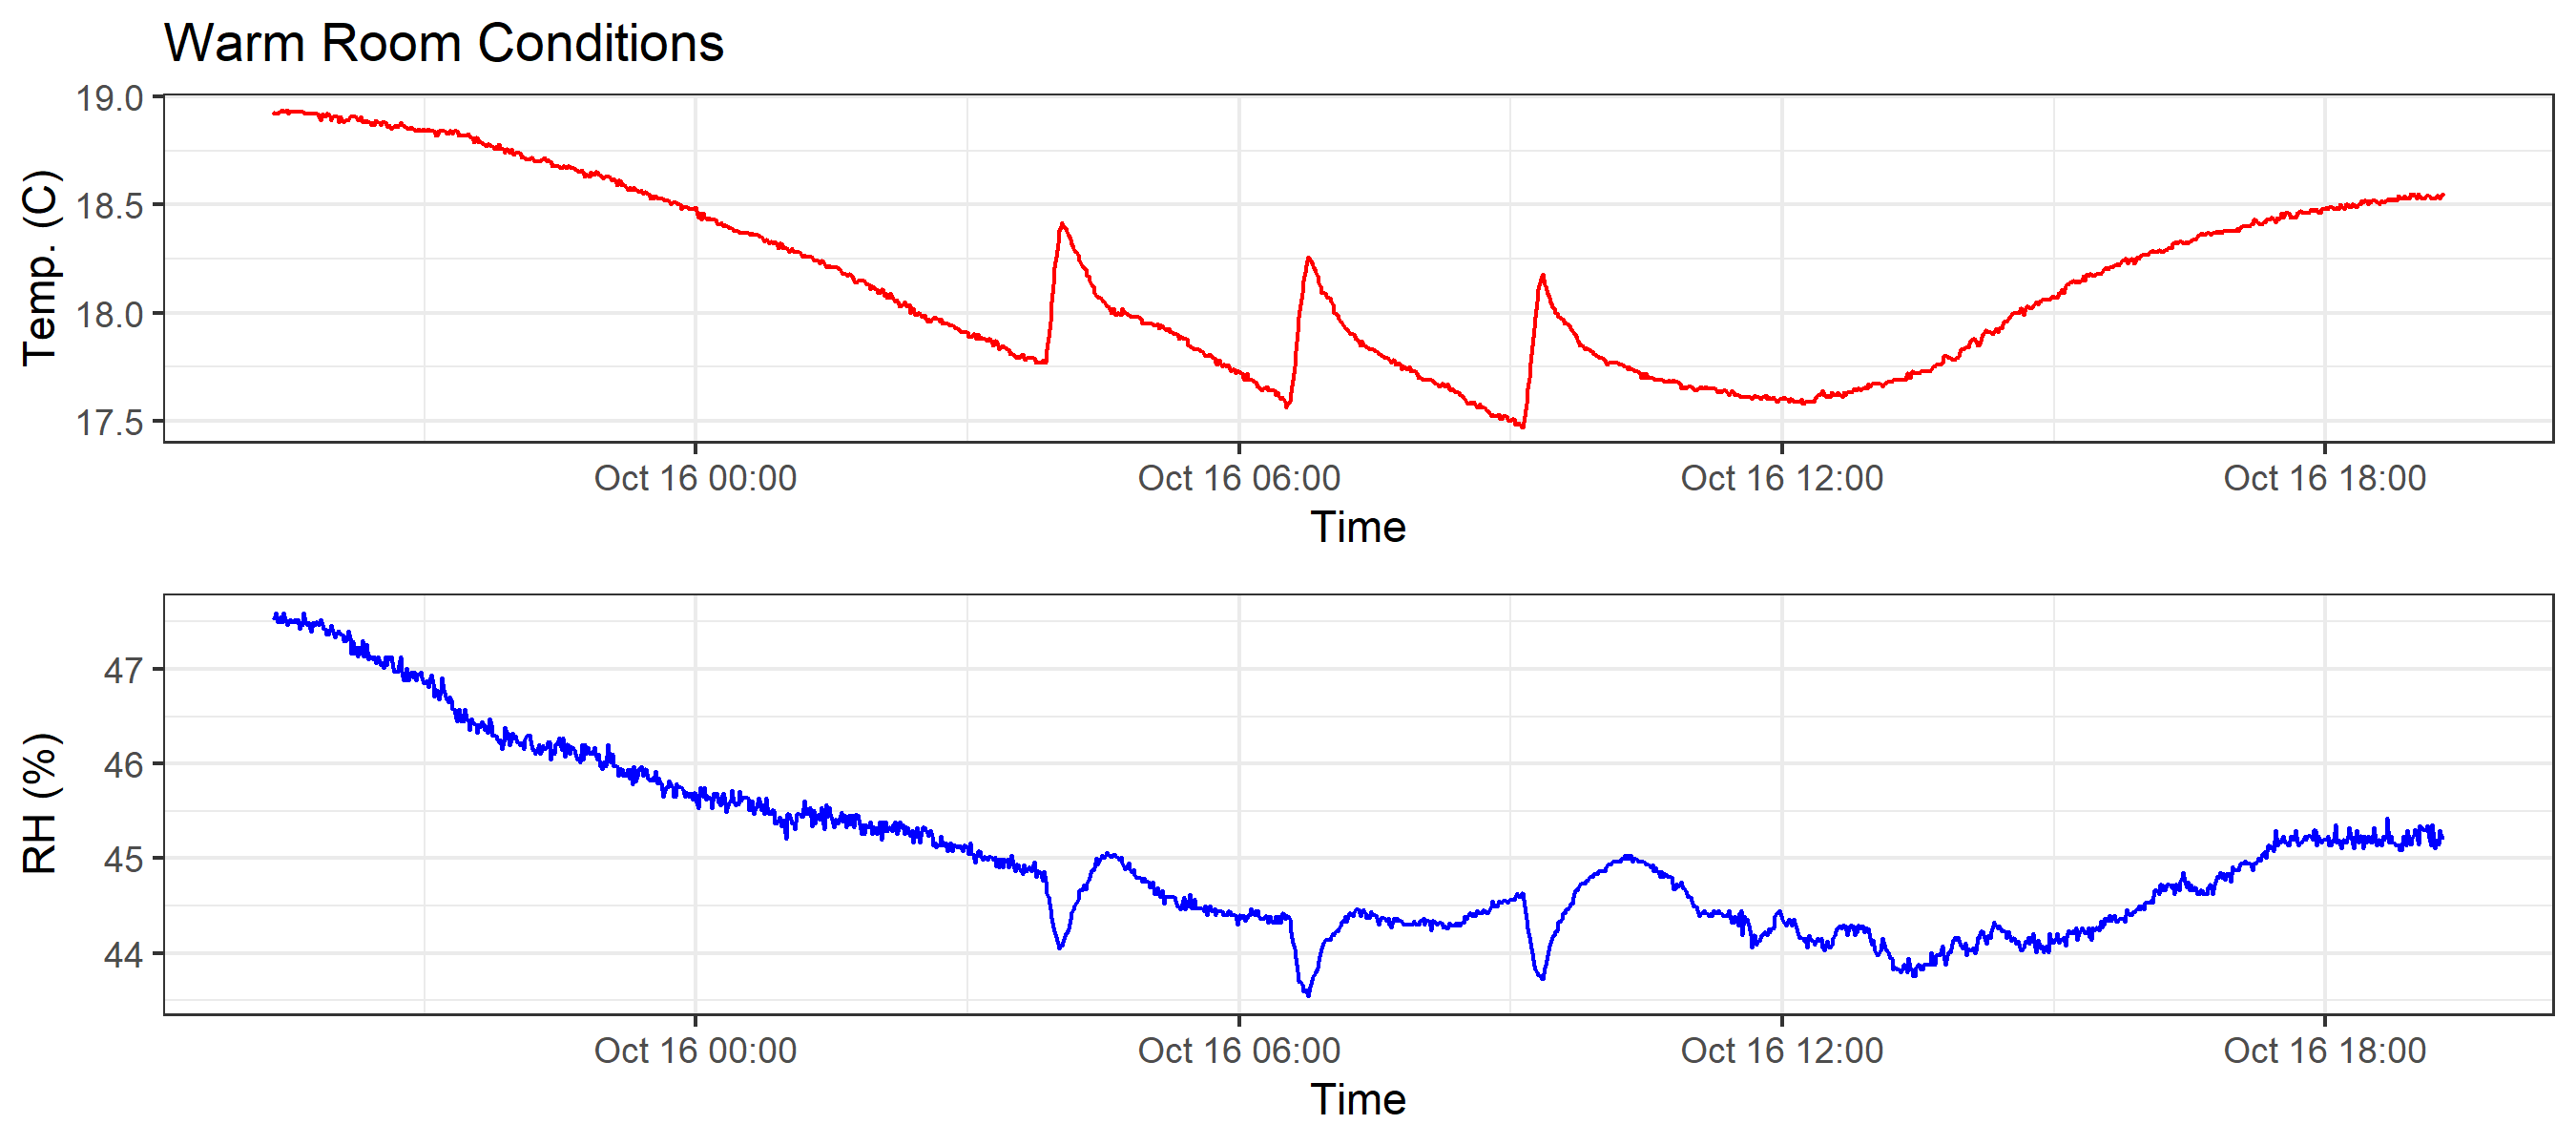 Warm Room Conditions
19.0
18.5
18.0
17.5
Temp. (C)
Oct 16 00:00 Oct 16 06:00 Oct 16 12:00 Oct 16 18:00
Time
47
46
45
44
RH (%)
Oct 16 00:00 Oct 16 06:00 Oct 16 12:00 Oct 16 18:00
Time